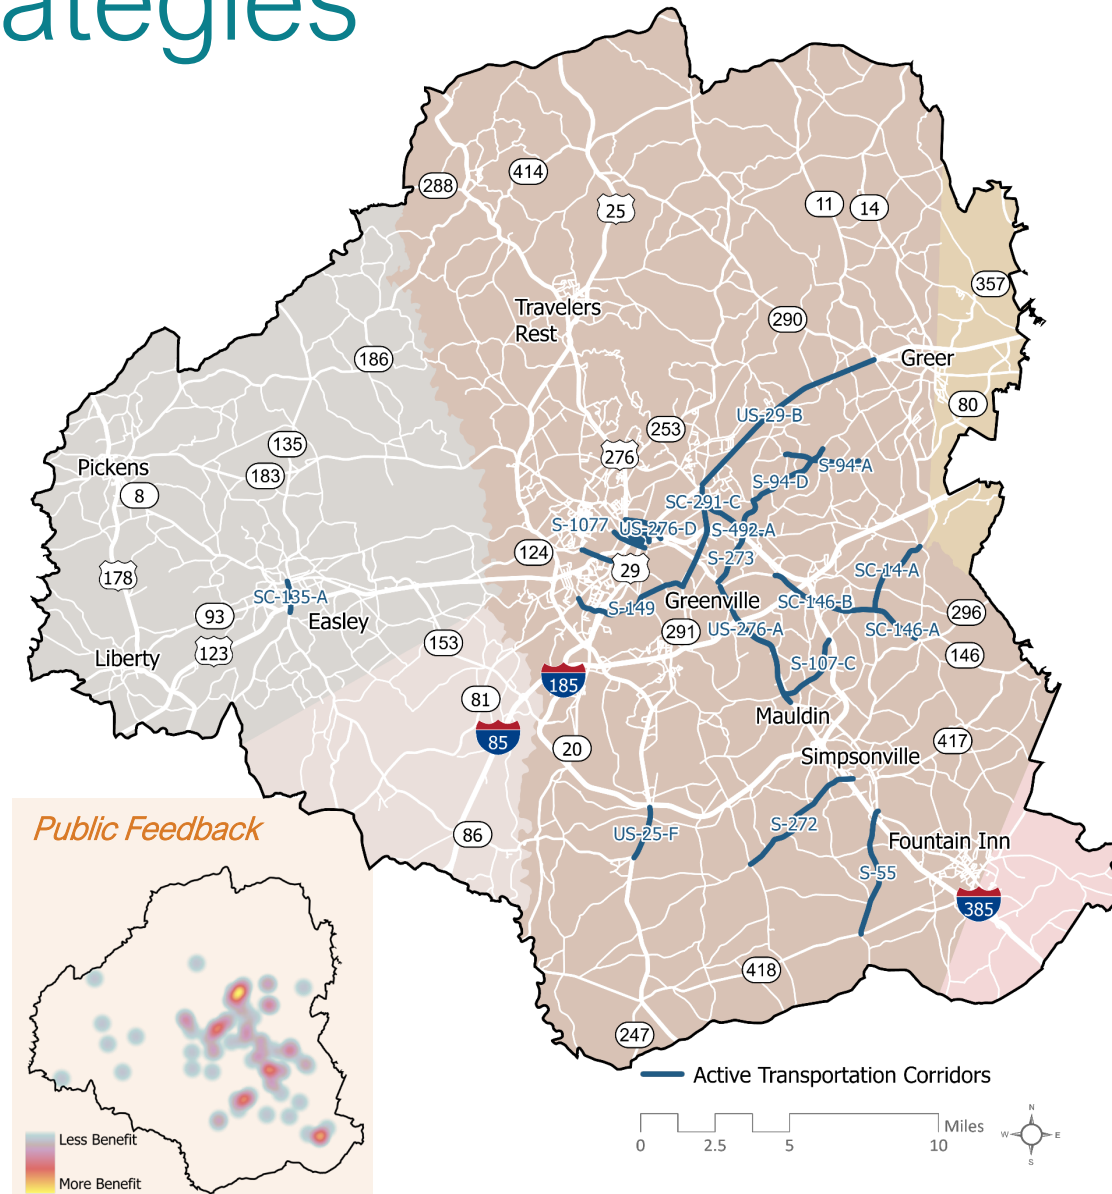 ategies
288
414
25
11
14
357
Travelers
Rest
290
186
Greer
80
US-29-B
253
135
276
183
Pickens
8
S-94-A
S-94-D
SC-291-C
S-1077
US-276-D
S-492-A
124
S-273
29
SC-14-A
178
SC-135-A
93
Easley
S-149
Greenville
SC-146-B
296
123
153
291
US-276-A
SC-146-A
146
Liberty
S-107-C
185
81
Mauldin
85
20
417
Simpsonville
86
US-25-F
S-272
Fountain Inn
S-55
385
418
247
Public Feedback
Less Benefit
More Benefit
Active Transportation Corridors
0
2.5
5
10
Miles
N
W
E
S